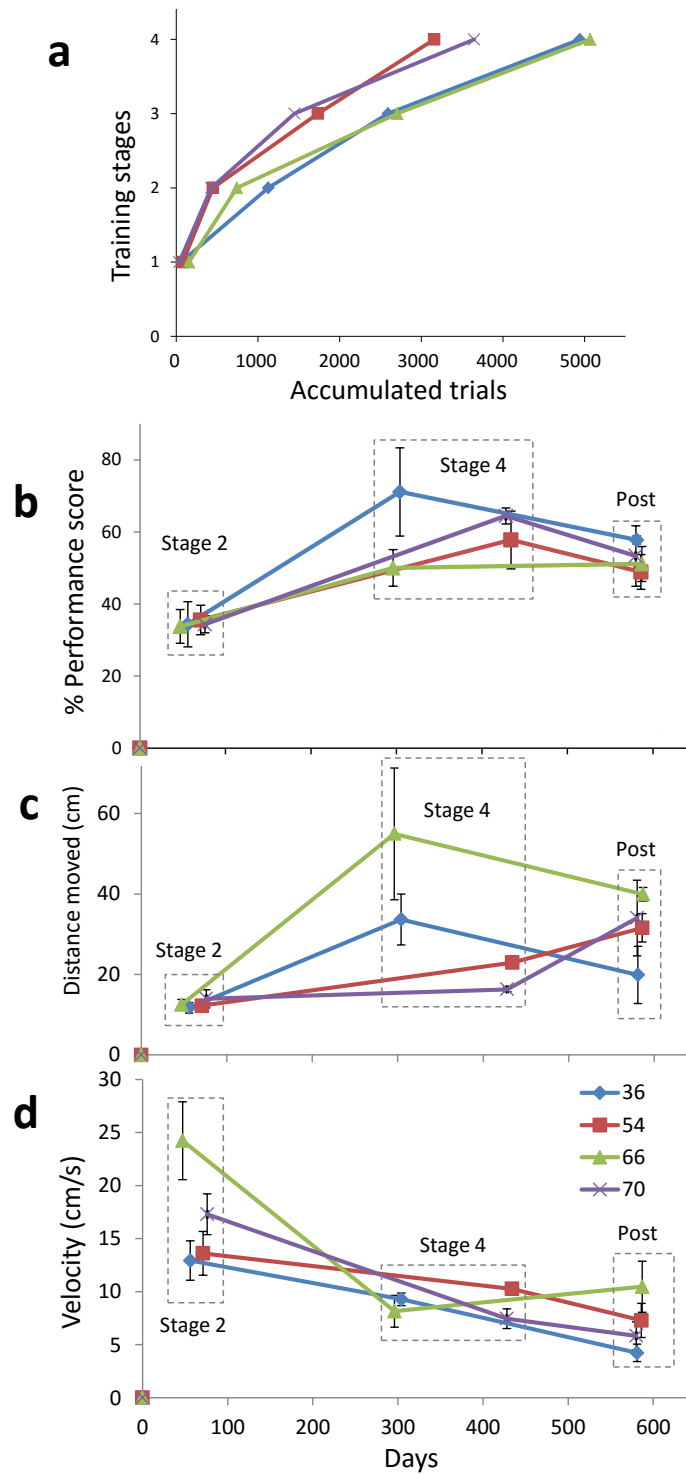 a
Training stages
4
3
2
1
0
0 1000 2000 3000 4000 5000
Accumulated trials
b
% Performance score
80
60
40
20
0
Stage 2
Stage 4
Post
c
Distance moved (cm)
60
40
20
0
Stage 2
Stage 4
Post
d
Velocity (cm/s)
30
25
20
15
10
5
0
36
54
66
70
Stage 2
Stage 4
Post
0 100 200 300 400 500 600
Days